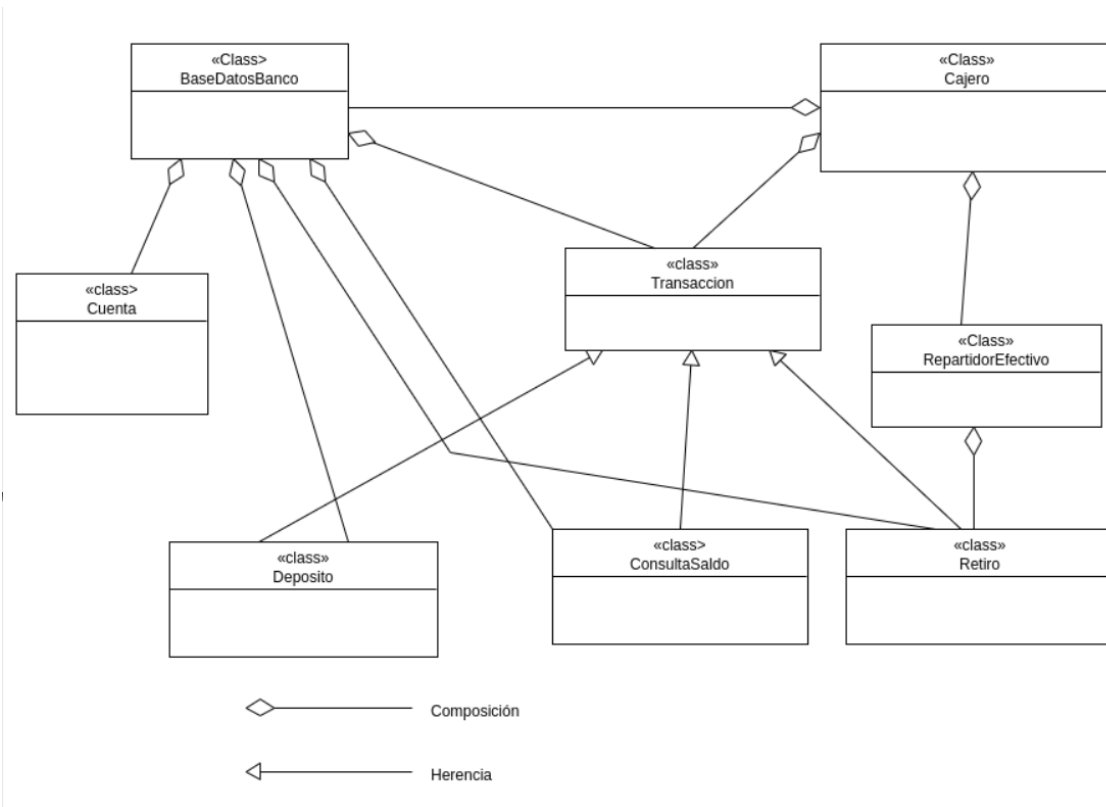 «Class>
BaseDatosBanco
«Class»
Cajero
«class»
Transaccion
«class>
Cuenta
«Class»
RepartidorEfectivo
«class»
Deposito
«class>
ConsultaSaldo
«class»
Retiro
Composición
Herencia